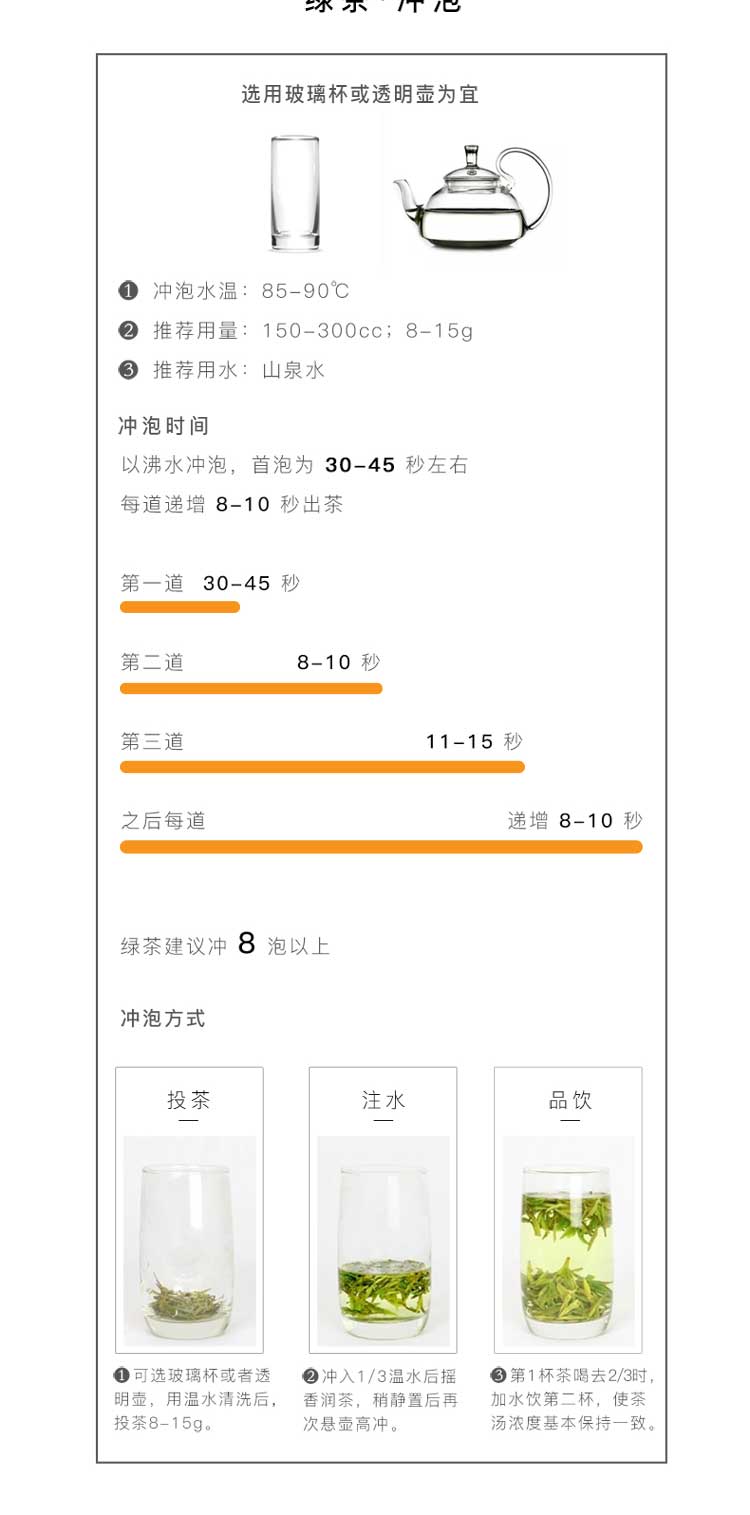 绿茶·冲泡
选用玻璃杯或透明壶为宜
❶ 冲泡水温：85-90℃
❷ 推荐用量：150-300cc；8-15g
❸ 推荐用水：山泉水
冲泡时间
以沸水冲泡，首泡为 30-45 秒左右
每道递增 8-10 秒出茶
第一道 30-45 秒
第二道 8-10 秒
第三道 11-15 秒
之后每道 递增 8-10 秒
绿茶建议冲 8 泡以上
冲泡方式
投茶
❶可选玻璃杯或者透
明壶，用温水清洗后，
投茶8-15g。
注水
❷冲入1/3温水后摇
香润茶，稍静置后再
次悬壶高冲。
品饮
❸第1杯茶喝去2/3时，
加水饮第二杯，使茶
汤浓度基本保持一致。